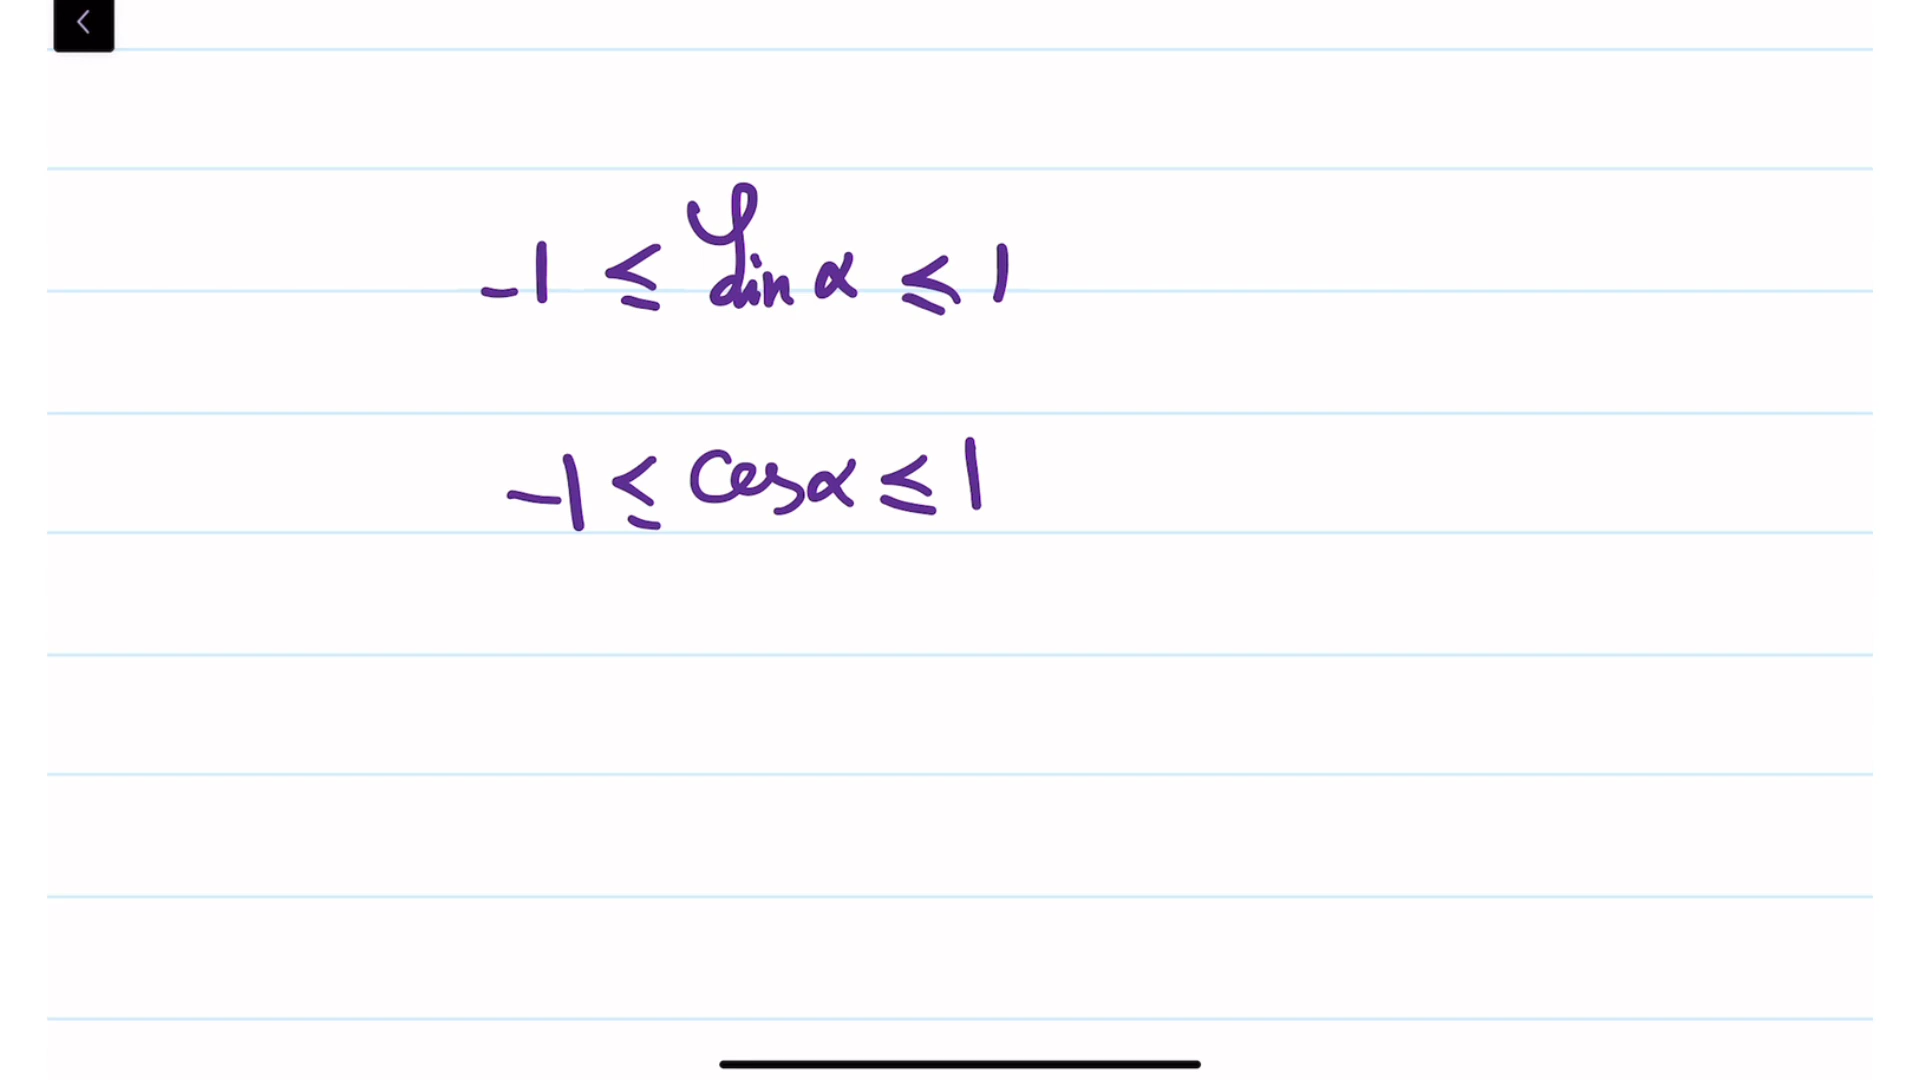 -1 ≤ sin α ≤ 1
-1 ≤ cos α ≤ 1